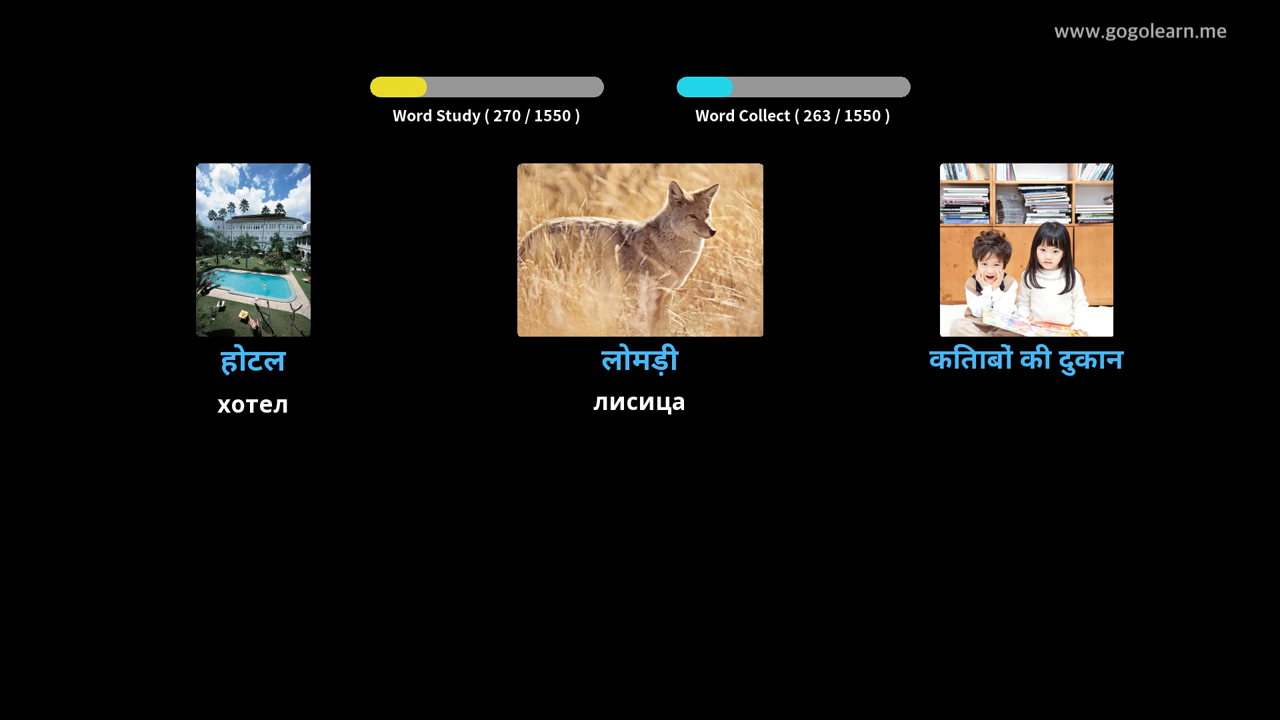 www.gogolearn.me
Word Study ( 270 / 1550 )
Word Collect ( 263 / 1550 )
होटल
लोमड़ी
कतिाबों की दुकान
хотел
лисица